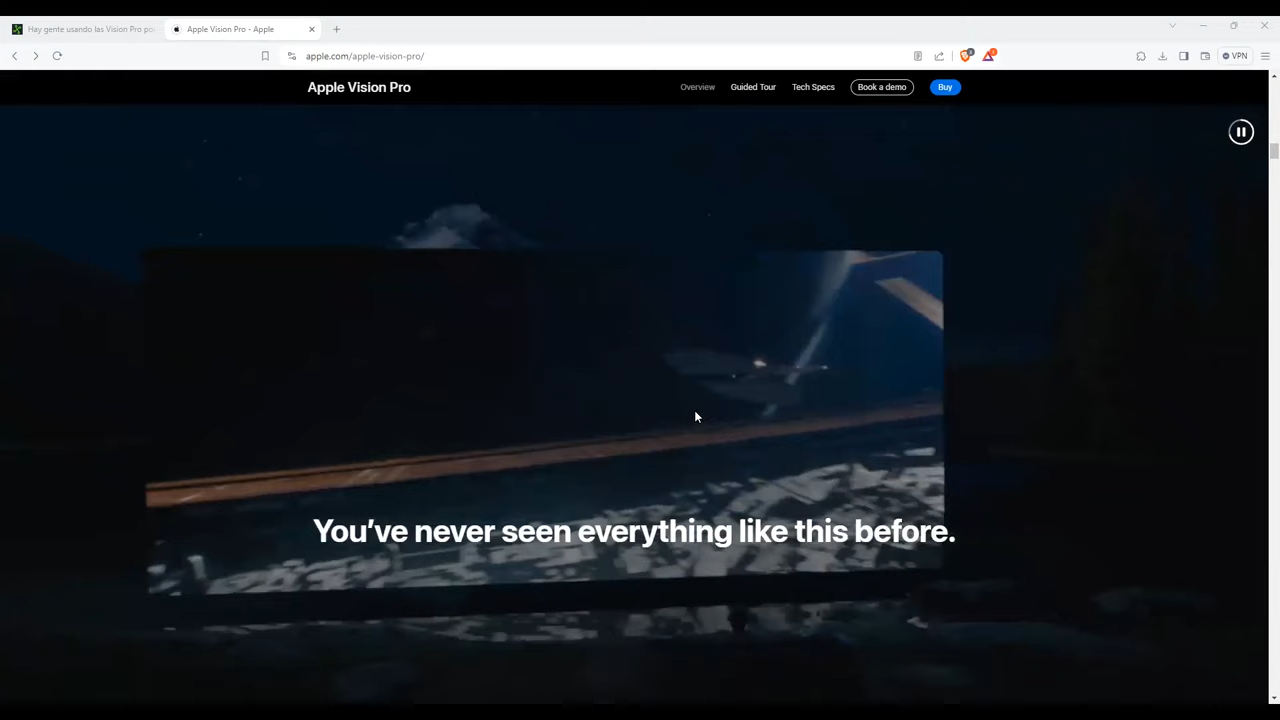 Hay gente usando las Vision Pro po
Apple Vision Pro - Apple
apple.com/apple-vision-pro/
VPN
Apple Vision Pro
Overview
Guided Tour
Tech Specs
Book a demo
Buy
You've never seen everything like this before.